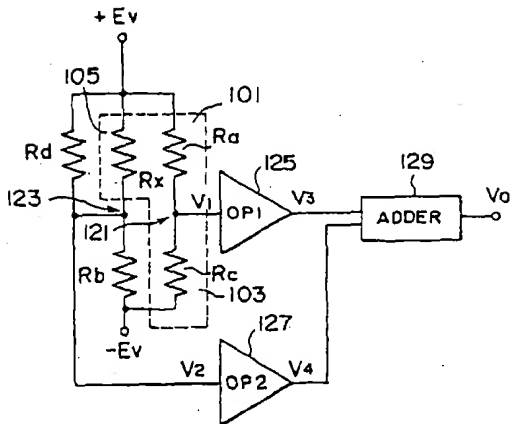 +Ev
105
101
Rd
Rx
Ra
125
129
123
V1
OP1
V3
ADDER
Vo
121
Rb
Rc
103
-Ev
127
V2
OP2
V4